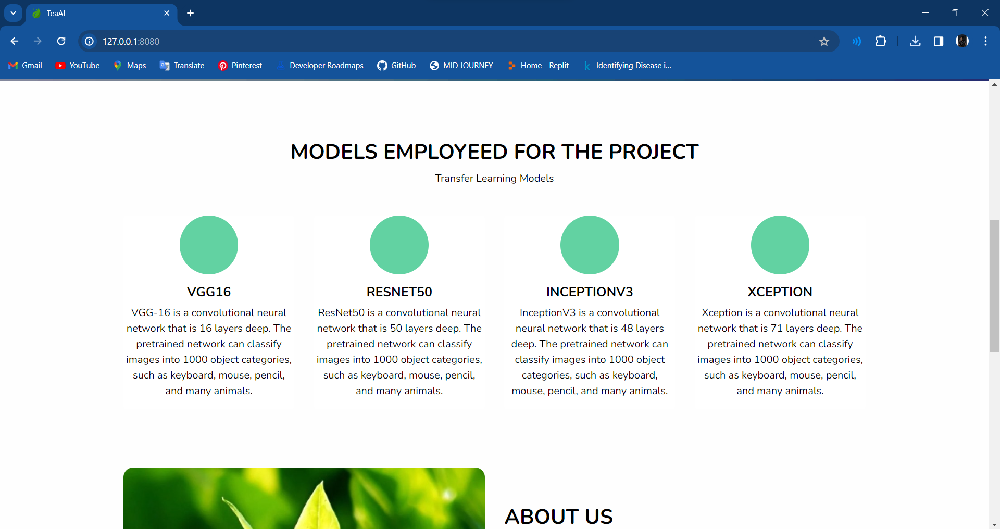 TeaAI
127.0.0.1:8080
Gmail YouTube Maps Translate Pinterest Developer Roadmaps GitHub MID JOURNEY Home - Replit Identifying Disease i...
MODELS EMPLOYEED FOR THE PROJECT
Transfer Learning Models
VGG16
VGG-16 is a convolutional neural
network that is 16 layers deep. The
pretrained network can classify
images into 1000 object categories,
such as keyboard, mouse, pencil,
and many animals.
RESNET50
ResNet50 is a convolutional neural
network that is 50 layers deep. The
pretrained network can classify
images into 1000 object categories,
such as keyboard, mouse, pencil,
and many animals.
INCEPTIONV3
InceptionV3 is a convolutional
neural network that is 48 layers
deep. The pretrained network can
classify images into 1000 object
categories, such as keyboard,
mouse, pencil, and many animals.
XCEPTION
Xception is a convolutional neural
network that is 71 layers deep. The
pretrained network can classify
images into 1000 object categories,
such as keyboard, mouse, pencil,
and many animals.
ABOUT US